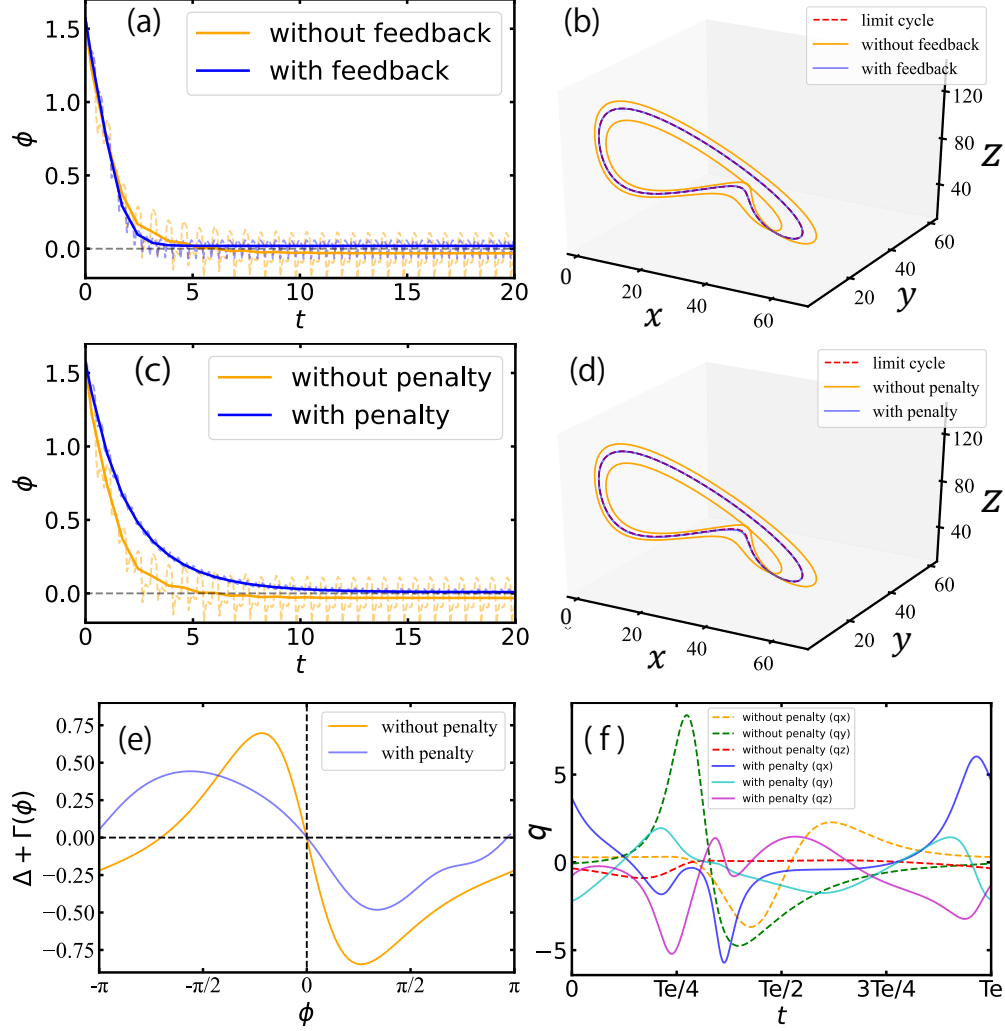 (a)
without feedback
with feedback
ϕ
1.5
1.0
0.5
0.0
0 5 10 15 20
t
(b)
limit cycle
without feedback
with feedback
120
80
40
z
0 20 40 60
x
20 40 60
y
(c)
without penalty
with penalty
ϕ
1.5
1.0
0.5
0.0
0 5 10 15 20
t
(d)
limit cycle
without penalty
with penalty
120
80
40
z
0 20 40 60
x
20 40 60
y
(e)
without penalty
with penalty
Δ + Γ(ϕ)
0.75
0.50
0.25
0.00
−0.25
−0.50
−0.75
-π -π/2 0 π/2 π
ϕ
(f)
without penalty (qx)
without penalty (qy)
without penalty (qz)
with penalty (qx)
with penalty (qy)
with penalty (qz)
q
5
0
−5
0 Te/4 Te/2 3Te/4 Te
t